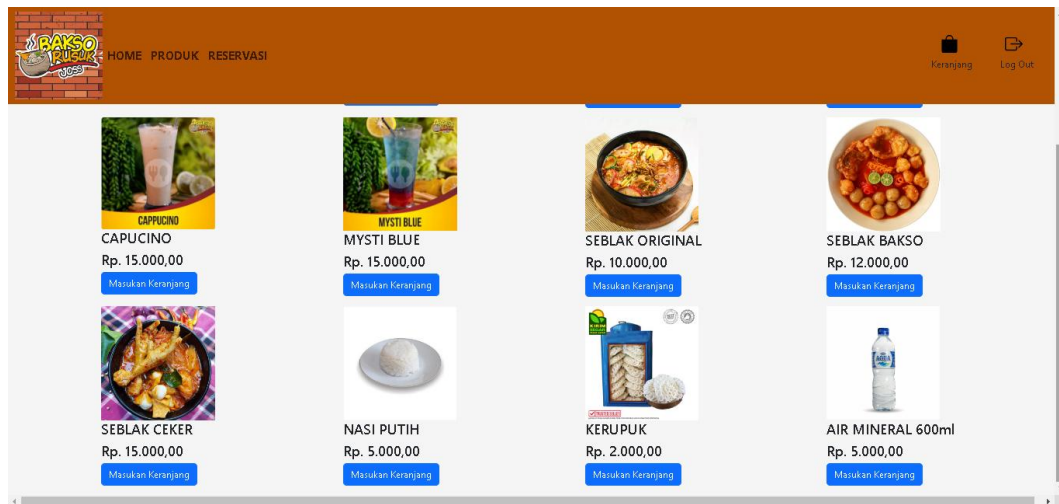 BAKSO
RUSUK
JOSS
HOME PRODUK RESERVASI
Keranjang
Log Out
CAPPUCINO
MYSTI BLUE
CAPUCINO
MYSTI BLUE
SEBLAK ORIGINAL
SEBLAK BAKSO
Rp. 15.000,00
Rp. 15.000,00
Rp. 10.000,00
Rp. 12.000,00
Masukan Keranjang
Masukan Keranjang
Masukan Keranjang
Masukan Keranjang
AQUA
SEBLAK CEKER
NASI PUTIH
KERUPUK
AIR MINERAL 600ml
Rp. 15.000,00
Rp. 5.000,00
Rp. 2.000,00
Rp. 5.000,00
Masukan Keranjang
Masukan Keranjang
Masukan Keranjang
Masukan Keranjang